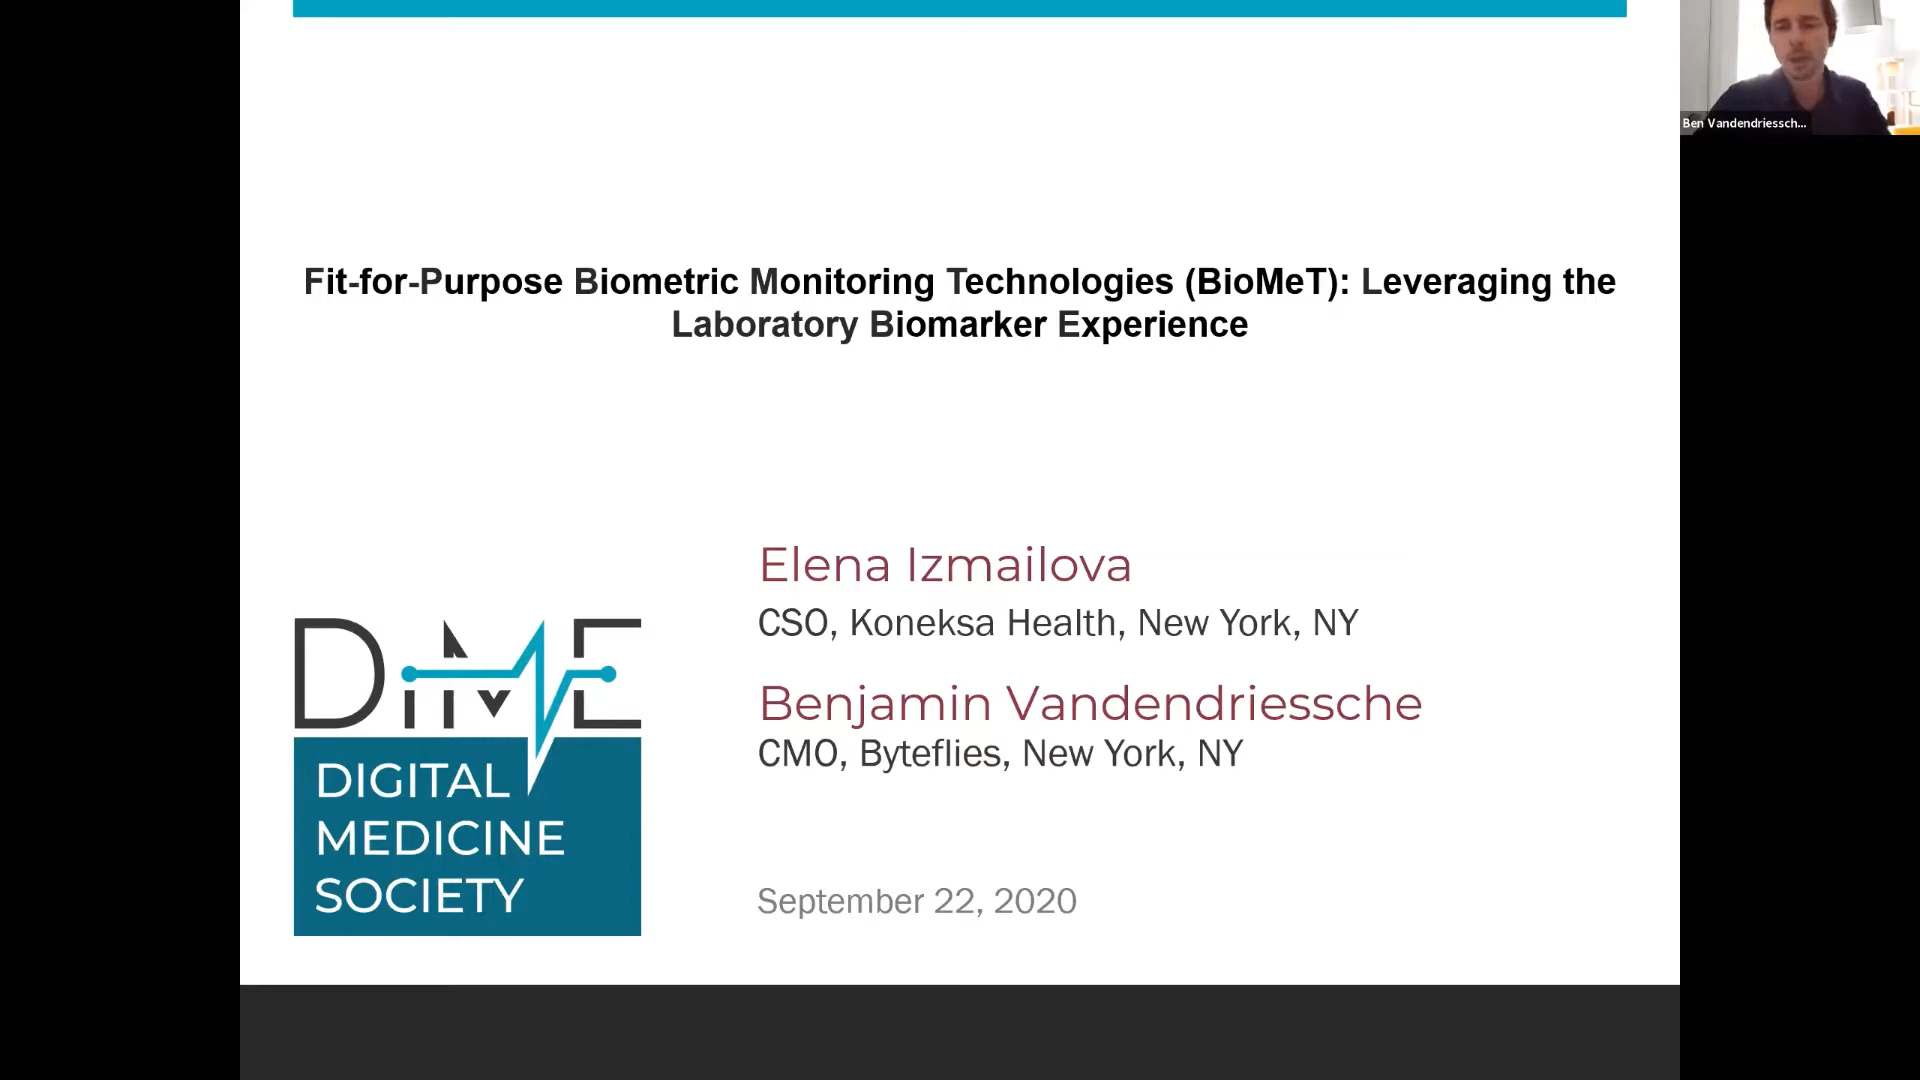 Ben Vandendriessch...
Fit-for-Purpose Biometric Monitoring Technologies (BioMeT): Leveraging the
Laboratory Biomarker Experience
Elena Izmailova
CSO, Koneksa Health, New York, NY
Benjamin Vandendriessche
CMO, Byteflies, New York, NY
September 22, 2020
DiME
DIGITAL
MEDICINE
SOCIETY